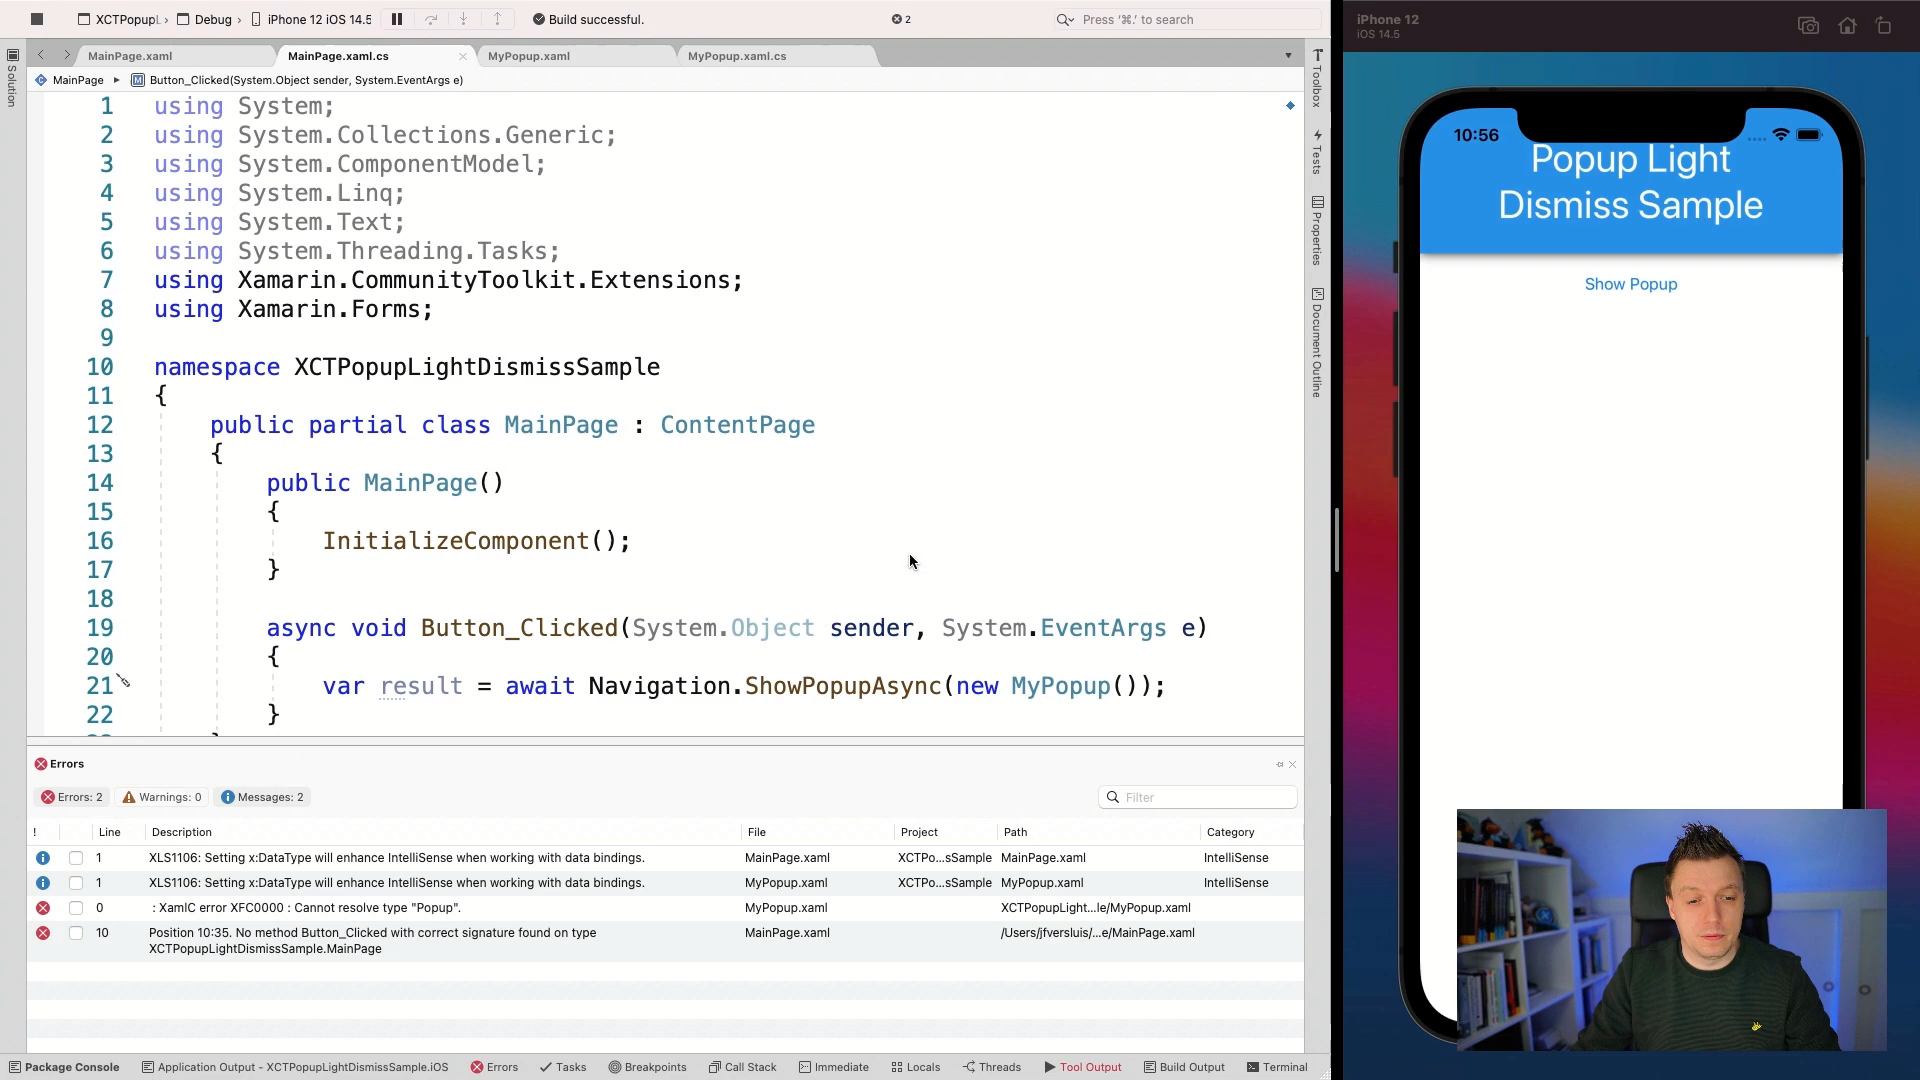 XCTPopupL
Debug
iPhone 12 iOS 14.5
Build successful.
2
Press '⌘.' to search
MainPage.xaml
MainPage.xaml.cs
MyPopup.xaml
MyPopup.xaml.cs
MainPage
Button_Clicked(System.Object sender, System.EventArgs e)
Solution
1 using System;
2 using System.Collections.Generic;
3 using System.ComponentModel;
4 using System.Linq;
5 using System.Text;
6 using System.Threading.Tasks;
7 using Xamarin.CommunityToolkit.Extensions;
8 using Xamarin.Forms;
9
10 namespace XCTPopupLightDismissSample
11 {
12 public partial class MainPage : ContentPage
13 {
14 public MainPage()
15 {
16 InitializeComponent();
17 }
18
19 async void Button_Clicked(System.Object sender, System.EventArgs e)
20 {
21 var result = await Navigation.ShowPopupAsync(new MyPopup());
22 }
Toolbox
Tests
Properties
Document Outline
Errors
Errors: 2
Warnings: 0
Messages: 2
Filter
! Line Description File Project Path Category
1 XLS1106: Setting x:DataType will enhance IntelliSense when working with data bindings. MainPage.xaml XCTPo...sSample MainPage.xaml IntelliSense
1 XLS1106: Setting x:DataType will enhance IntelliSense when working with data bindings. MyPopup.xaml XCTPo...sSample MyPopup.xaml IntelliSense
0 : XamlC error XFC0000 : Cannot resolve type "Popup". MyPopup.xaml XCTPopupLight...le/MyPopup.xaml
10 Position 10:35. No method Button_Clicked with correct signature found on type MainPage.xaml /Users/jfversluis/...e/MainPage.xaml
XCTPopupLightDismissSample.MainPage
Package Console
Application Output - XCTPopupLightDismissSample.iOS
Errors
Tasks
Breakpoints
Call Stack
Immediate
Locals
Threads
Tool Output
Build Output
Terminal
iPhone 12
iOS 14.5
10:56
Popup Light
Dismiss Sample
Show Popup